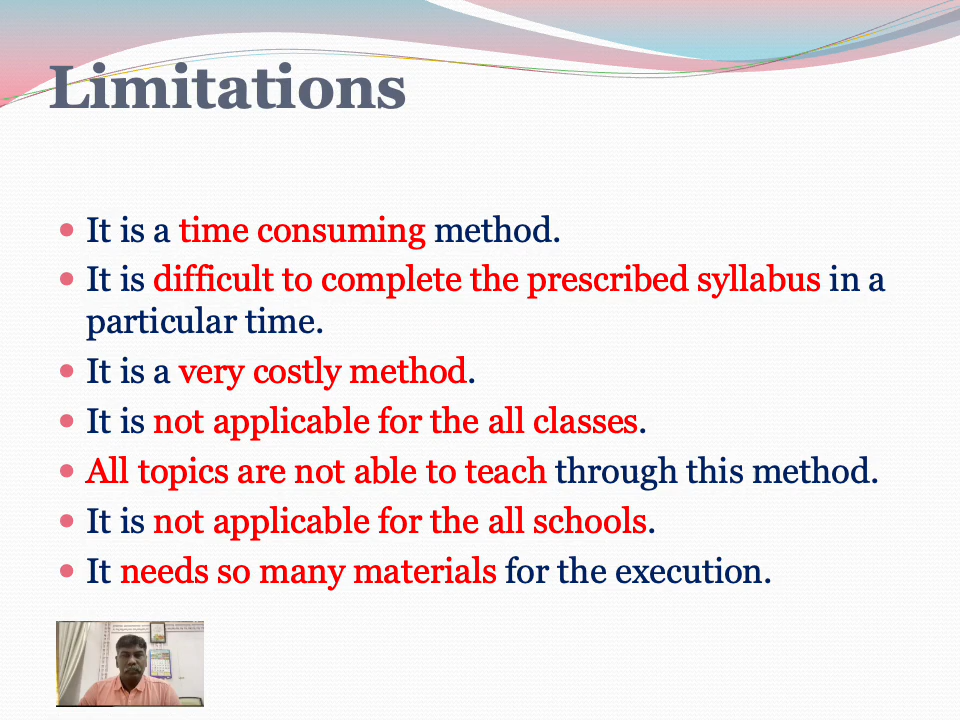 Limitations
It is a time consuming method.
It is difficult to complete the prescribed syllabus in a
particular time.
It is a very costly method.
It is not applicable for the all classes.
All topics are not able to teach through this method.
It is not applicable for the all schools.
It needs so many materials for the execution.